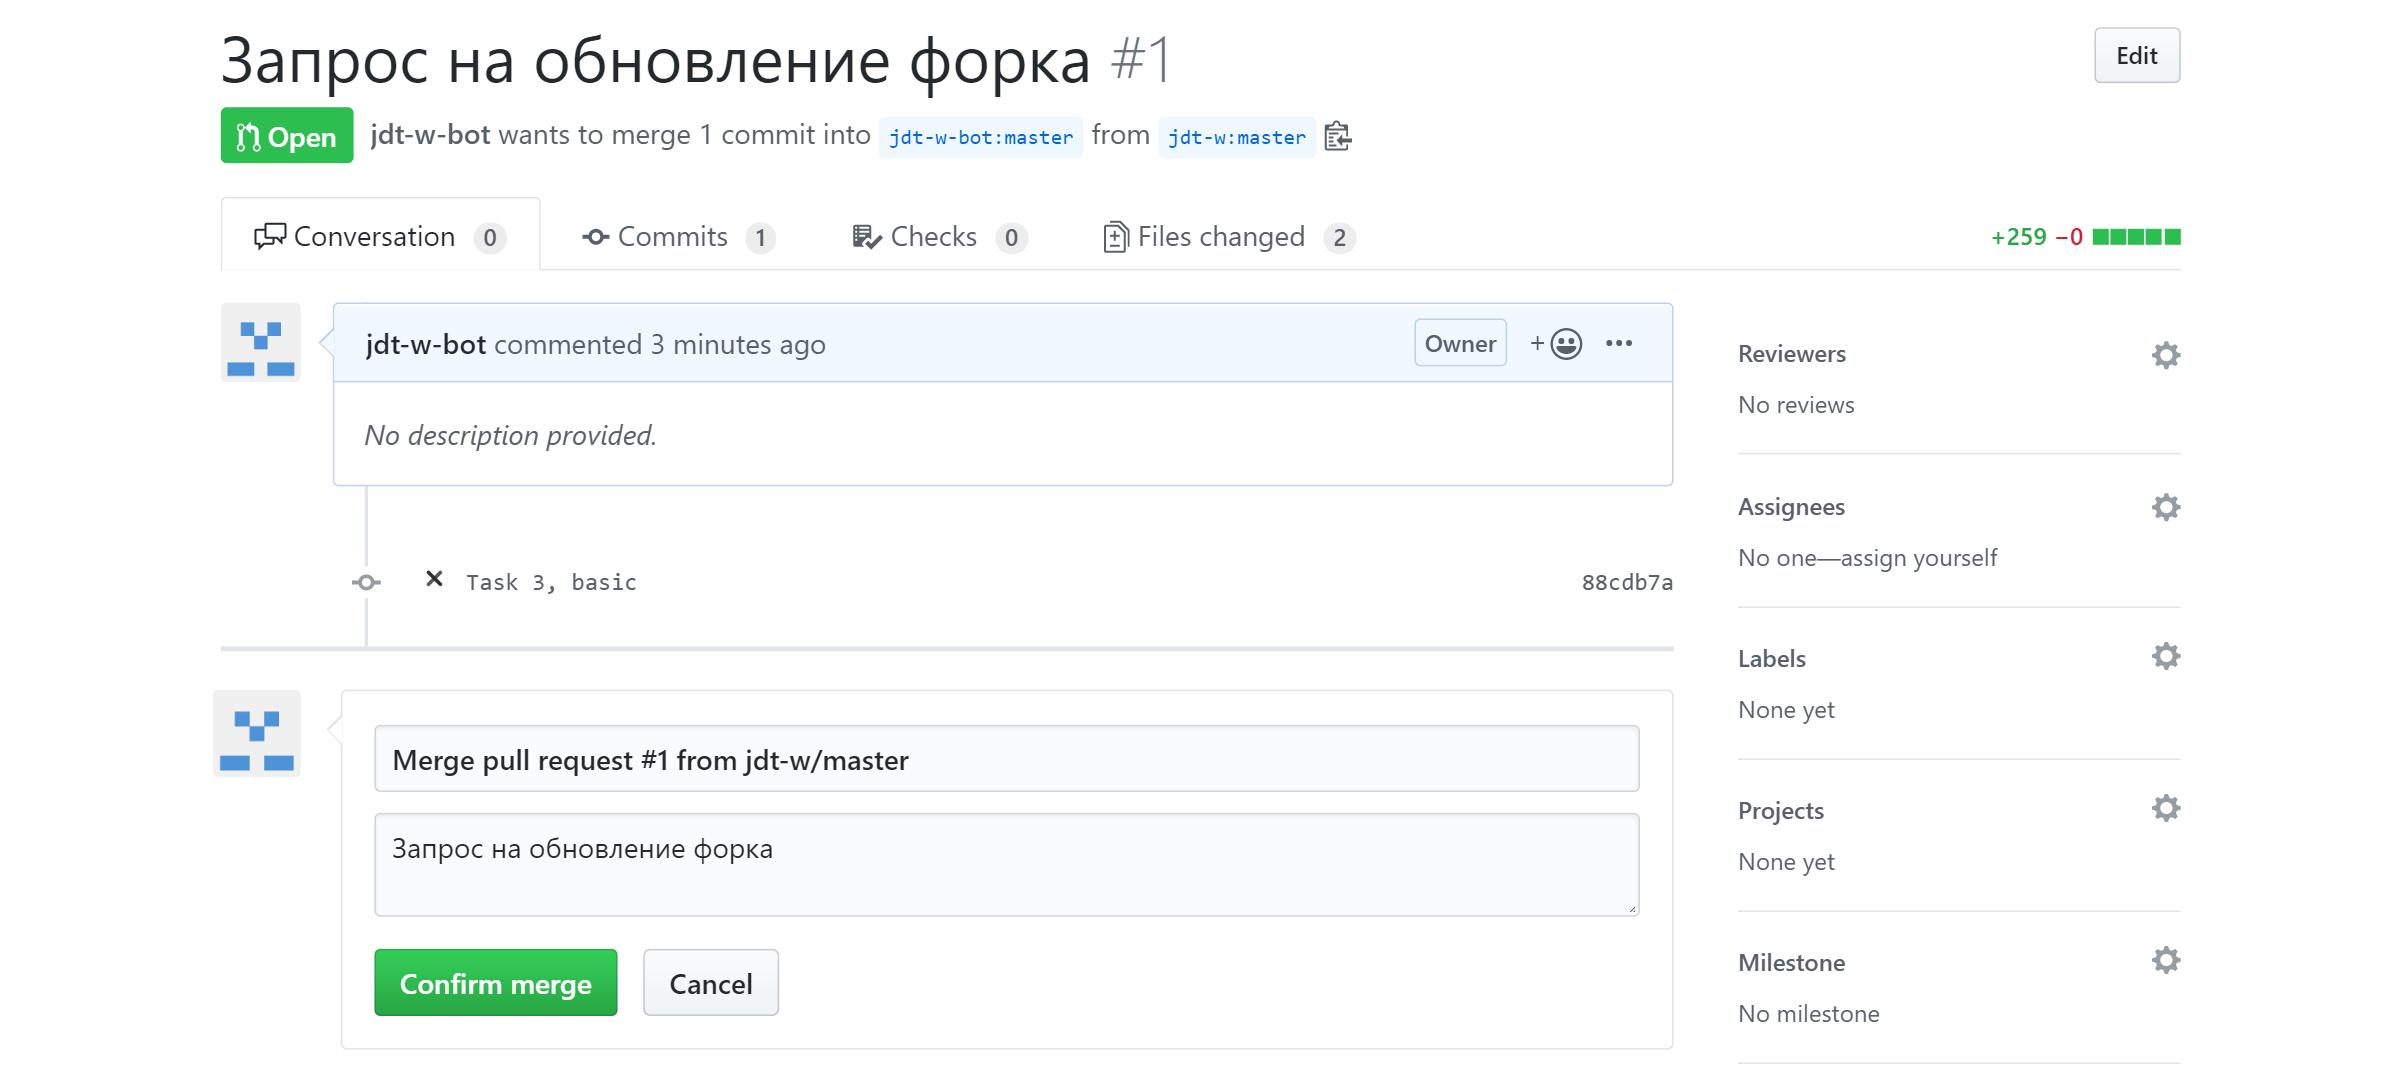 Запрос на обновление форка #1
Edit
Open
jdt-w-bot wants to merge 1 commit into jdt-w-bot:master from jdt-w:master
Conversation 0
Commits 1
Checks 0
Files changed 2
+259 −0
jdt-w-bot commented 3 minutes ago
Owner
No description provided.
Task 3, basic
88cdb7a
Merge pull request #1 from jdt-w/master
Запрос на обновление форка
Confirm merge
Cancel
Reviewers
No reviews
Assignees
No one—assign yourself
Labels
None yet
Projects
None yet
Milestone
No milestone